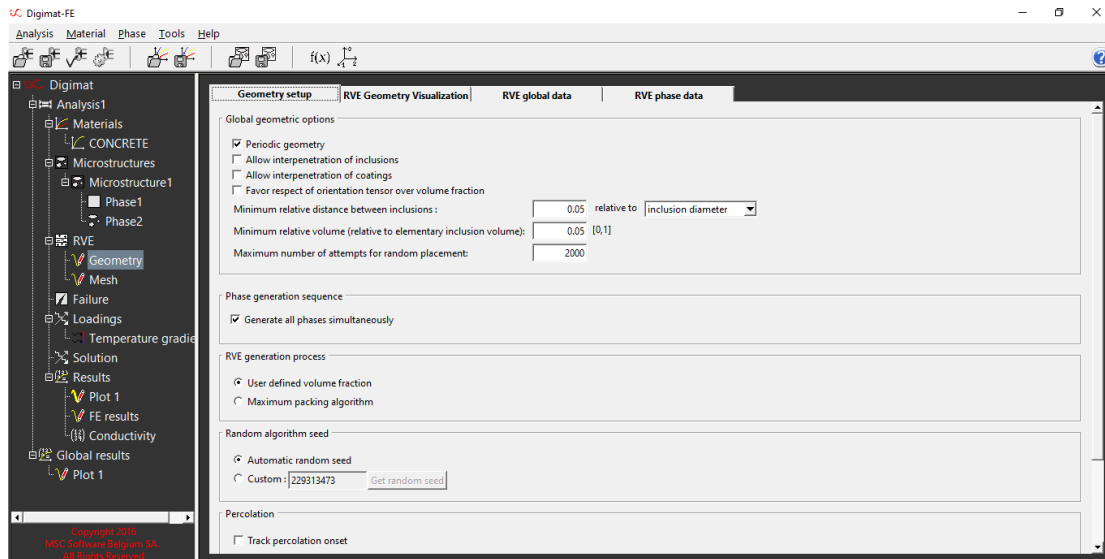 Digimat-FE
Analysis Material Phase Tools Help
f(x)
Digimat
Analysis1
Materials
CONCRETE
Microstructures
Microstructure1
Phase1
Phase2
RVE
Geometry
Mesh
Failure
Loadings
Temperature gradie
Solution
Results
Plot 1
FE results
Conductivity
Global results
Plot 1
Copyright 2016
MSC Software Belgium SA.
All Rights Reserved
Geometry setup RVE Geometry Visualization RVE global data RVE phase data
Global geometric options
Periodic geometry
Allow interpenetration of inclusions
Allow interpenetration of coatings
Favor respect of orientation tensor over volume fraction
Minimum relative distance between inclusions : 0.05 relative to inclusion diameter
Minimum relative volume (relative to elementary inclusion volume): 0.05 [0,1]
Maximum number of attempts for random placement: 2000
Phase generation sequence
Generate all phases simultaneously
RVE generation process
User defined volume fraction
Maximum packing algorithm
Random algorithm seed
Automatic random seed
Custom : 229313473 Get random seed
Percolation
Track percolation onset